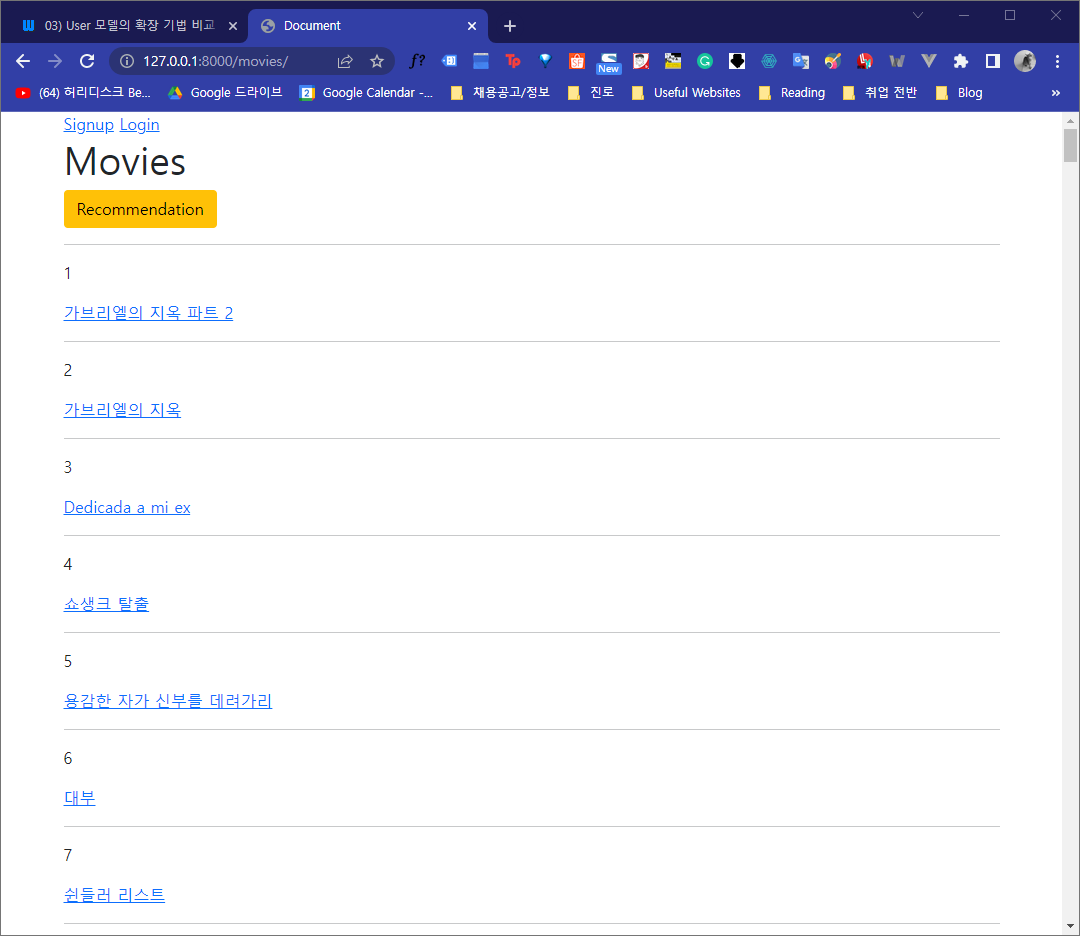 03) User 모델의 확장 기법 비교
Document
127.0.0.1:8000/movies/
f?
Tp
New
(64) 허리디스크 Be...
Google 드라이브
2
Google Calendar -...
채용공고/정보
진로
Useful Websites
Reading
취업 전반
Blog
»
Signup Login
Movies
Recommendation
1
가브리엘의 지옥 파트 2
2
가브리엘의 지옥
3
Dedicada a mi ex
4
쇼생크 탈출
5
용감한 자가 신부를 데려가리
6
대부
7
쉰들러 리스트